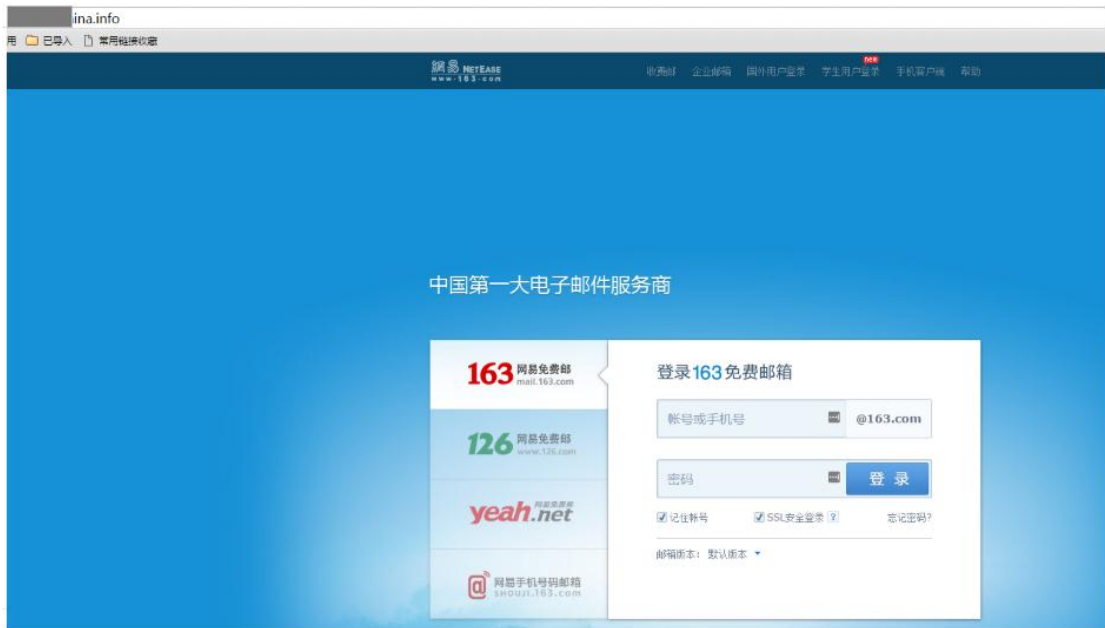 ina.info
用 已导入 常用链接收藏
網易 NETEASE
www.163.com
收费邮 企业邮箱 国外用户登录 学生用户登录 new 手机客户端 帮助
中国第一大电子邮件服务商
163 网易免费邮
mail.163.com
126 网易免费邮
www.126.com
yeah.net 网易免费邮
网易手机号码邮箱
SHOUJI.163.com
登录163免费邮箱
帐号或手机号 @163.com
密码 登 录
记住帐号 SSL安全登录 ? 忘记密码?
邮箱版本: 默认版本